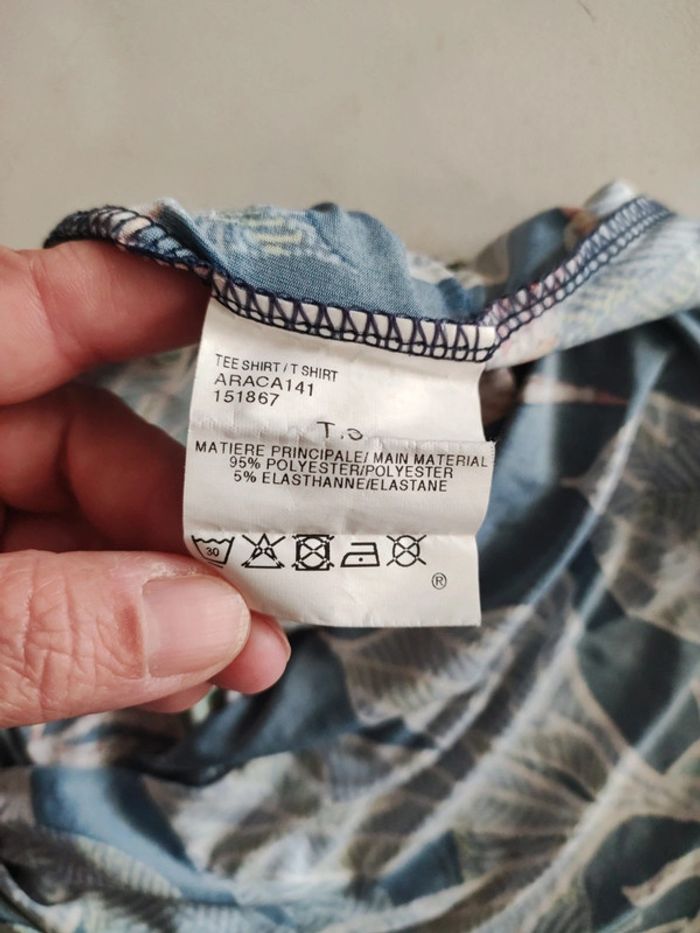 TEE SHIRT / T SHIRT
ARACA141
151867
MATIERE PRINCIPALE/ MAIN MATERIAL
95% POLYESTER/POLYESTER
5% ELASTHANNE/ELASTANE
30
®